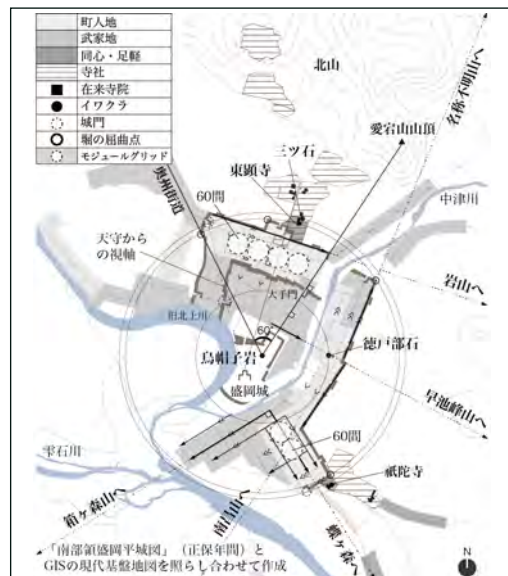 町人地
武家地
同心・足軽
寺社
在来寺院
イワクラ
城門
堀の屈曲点
モジュールグリッド
北山
名称不明山へ
愛宕山山頂
三ツ石
東顕寺
奥州街道
60間
中津川
天守から
の視軸
大手門
岩山へ
旧北上川
60°
徳戸部石
烏帽子岩
盛岡城
早池峰山へ
60間
雫石川
祇陀寺
箱ヶ森山へ
南昌山へ
蝶ヶ森へ
「南部領盛岡平城図」（正保年間）と
GISの現代基盤地図を照らし合わせて作成
N